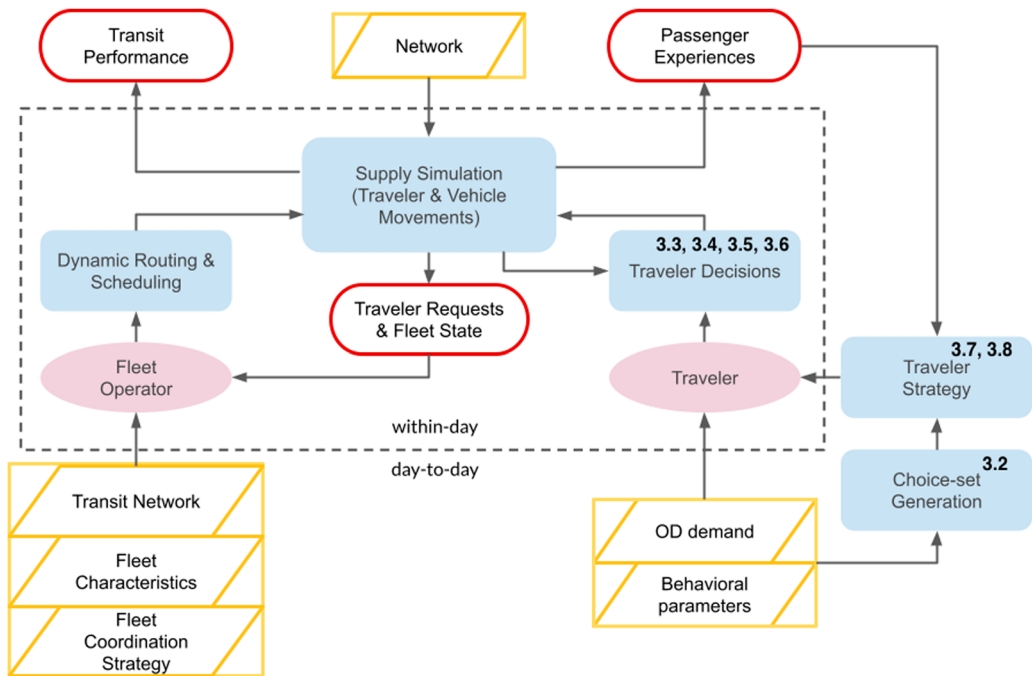 Transit
Performance
Network
Passenger
Experiences
Supply Simulation
(Traveler & Vehicle
Movements)
Dynamic Routing &
Scheduling
3.3, 3.4, 3.5, 3.6
Traveler Decisions
Traveler Requests
& Fleet State
Fleet
Operator
Traveler
3.7, 3.8
Traveler
Strategy
within-day
day-to-day
3.2
Choice-set
Generation
Transit Network
Fleet
Characteristics
Fleet
Coordination
Strategy
OD demand
Behavioral
parameters